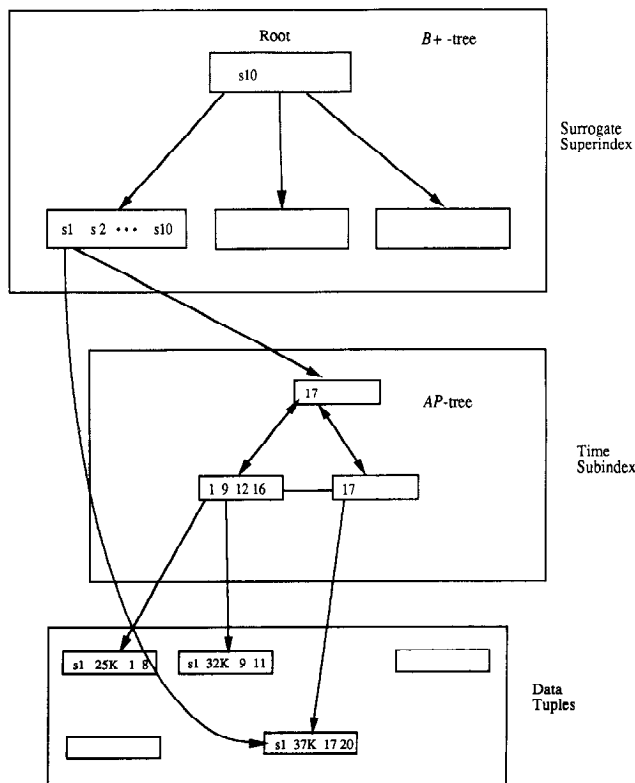 Root
B+ -tree
s10
Surrogate
Superindex
s1 s2 ••• s10
17
AP-tree
Time
Subindex
1 9 12 16
17
s1 25K 1 8
s1 32K 9 11
Data
Tuples
s1 37K 17 20